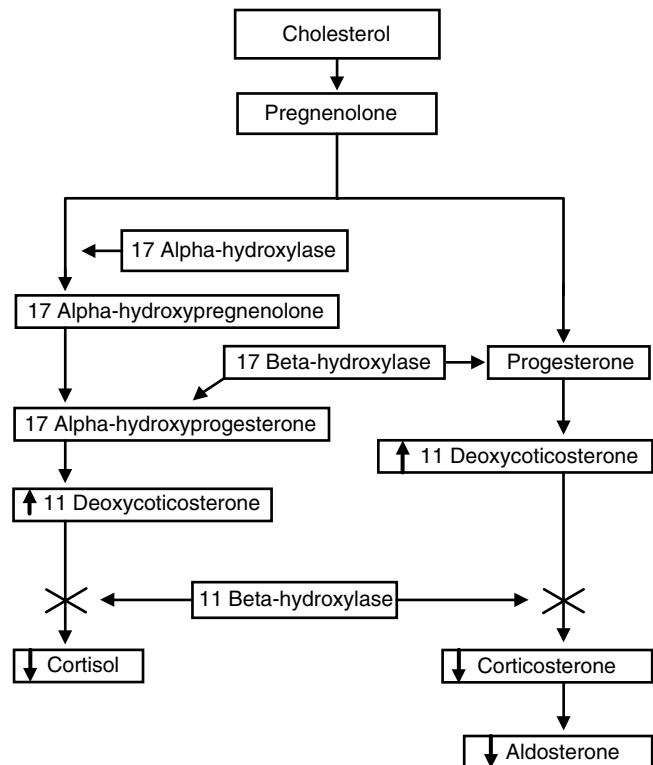 Cholesterol
Pregnenolone
17 Alpha-hydroxylase
17 Alpha-hydroxypregnenolone
17 Beta-hydroxylase
Progesterone
17 Alpha-hydroxyprogesterone
11 Deoxycoticosterone
11 Deoxycoticosterone
11 Beta-hydroxylase
Cortisol
Corticosterone
Aldosterone